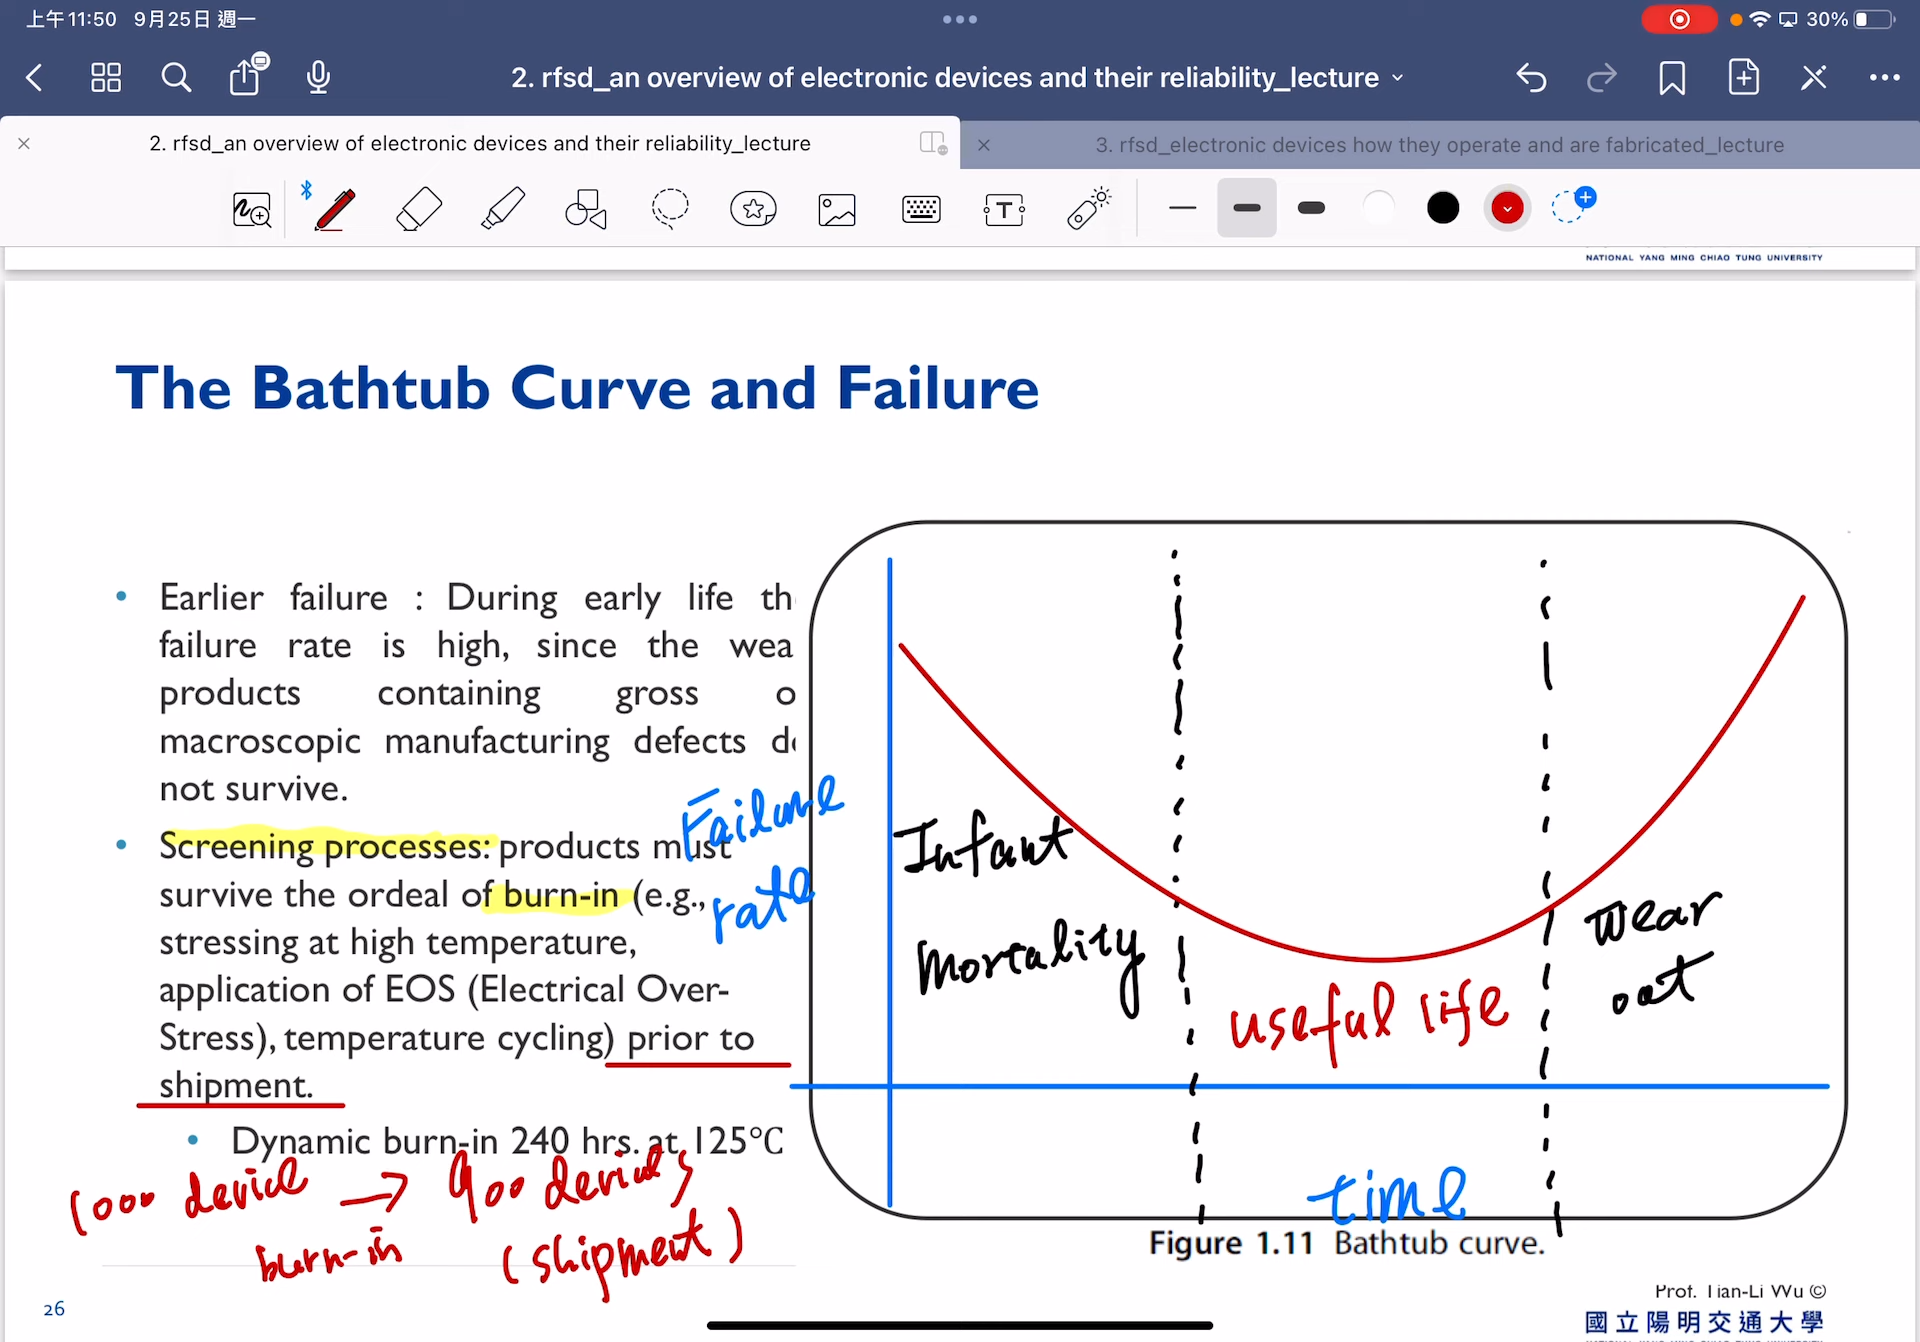 上午11:50 9月25日 週一
30%
2. rfsd_an overview of electronic devices and their reliability_lecture
2. rfsd_an overview of electronic devices and their reliability_lecture
3. rfsd_electronic devices how they operate and are fabricated_lecture
NATIONAL YANG MING CHIAO TUNG UNIVERSITY
The Bathtub Curve and Failure
• Earlier failure : During early life th
failure rate is high, since the wea
products containing gross o
macroscopic manufacturing defects d
not survive.
• Screening processes: products must
survive the ordeal of burn-in (e.g.,
stressing at high temperature,
application of EOS (Electrical Over-
Stress), temperature cycling) prior to
shipment.
• Dynamic burn-in 240 hrs. at 125℃
1000 device → 900 devices
burn-in (shipment)
Failure
rate
Infant
Mortality
useful life
Wear
out
time
Figure 1.11 Bathtub curve.
26
Prof. Tian-Li Wu ©
國立陽明交通大學